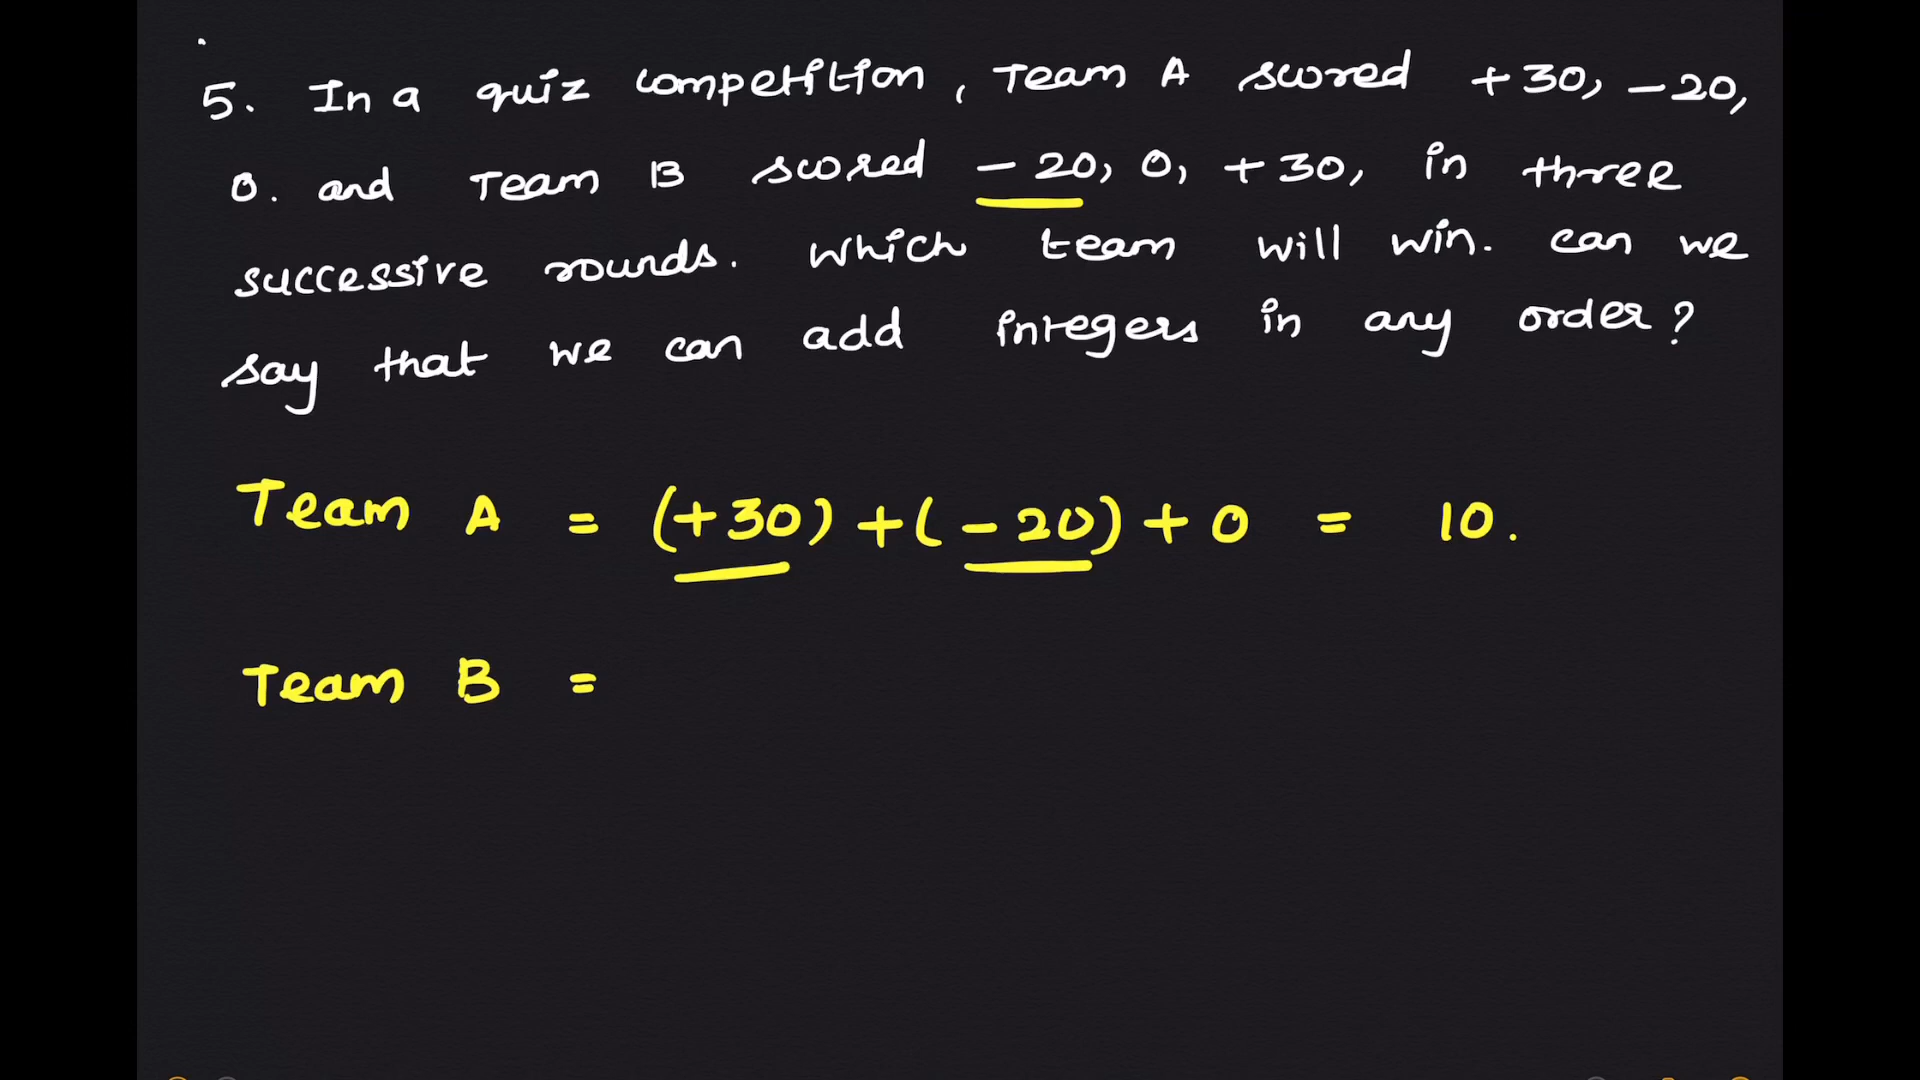 5. In a quiz competition, Team A scored +30, -20,
0. and Team B scored -20, 0, +30, in three
successive rounds. Which team will win. can we
say that we can add integers in any order?
Team A = (+30) + (-20) + 0 = 10.
Team B =